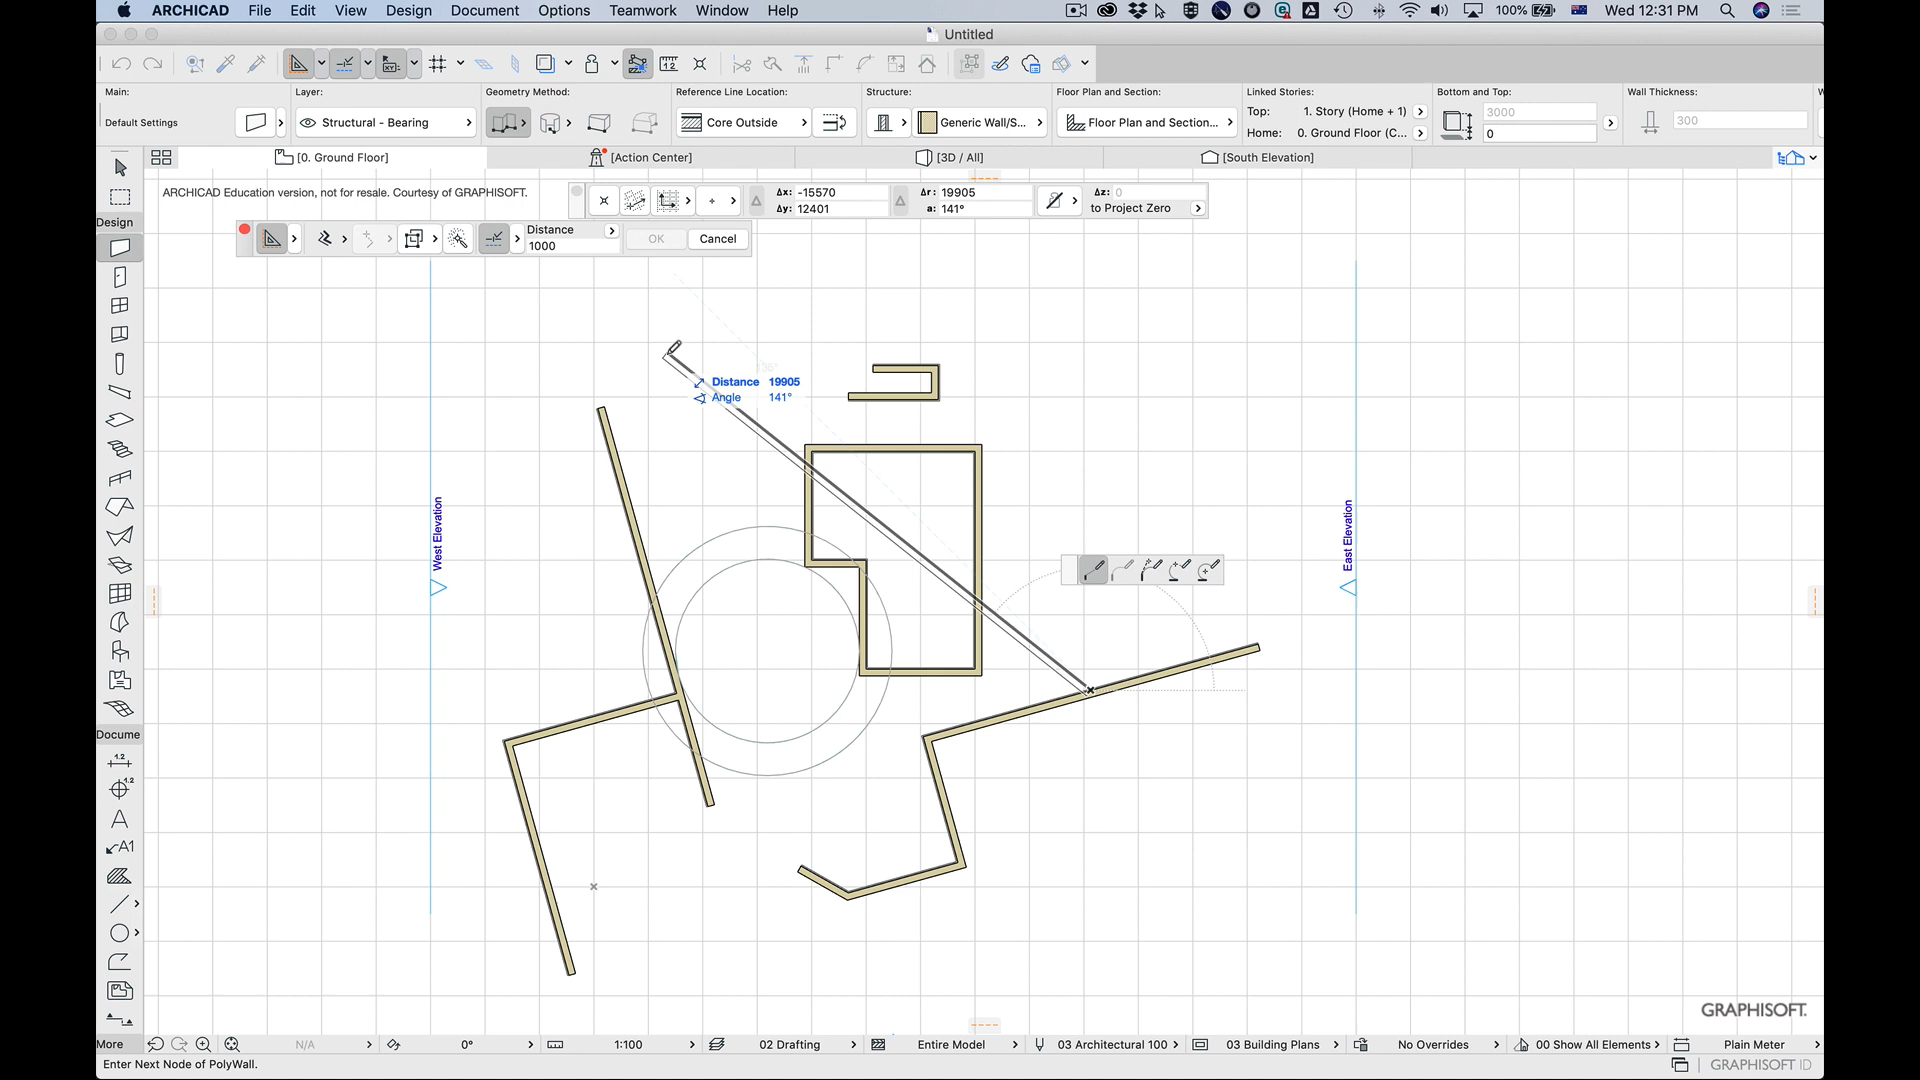 ARCHICAD File Edit View Design Document Options Teamwork Window Help 100% Wed 12:31 PM
Untitled
Main: Layer: Geometry Method: Reference Line Location: Structure: Floor Plan and Section: Linked Stories: Bottom and Top: Wall Thickness:
Top: 1. Story (Home + 1) 3000
Default Settings Structural - Bearing Core Outside Generic Wall/S... Floor Plan and Section... 300
Home: 0. Ground Floor (C... 0
[0. Ground Floor] [Action Center] [3D / All] [South Elevation]
ARCHICAD Education version, not for resale. Courtesy of GRAPHISOFT.
Δx: -15570 Δr: 19905 Δz: 0
Δy: 12401 a: 141° to Project Zero
Design
Distance
1000
OK Cancel
Distance 19905
Angle 141°
West Elevation
East Elevation
Docume
1.2
1.2
A
A1
GRAPHISOFT.
More N/A 0° 1:100 02 Drafting Entire Model 03 Architectural 100 03 Building Plans No Overrides 00 Show All Elements Plain Meter
Enter Next Node of PolyWall. GRAPHISOFT ID